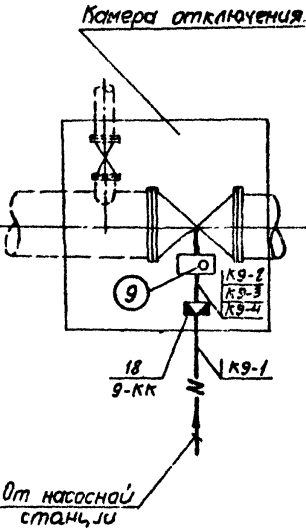 Камера отключения.
К9-2
К9-3
К9-4
9
18
9-КК
К9-1
N
От насосной
станции